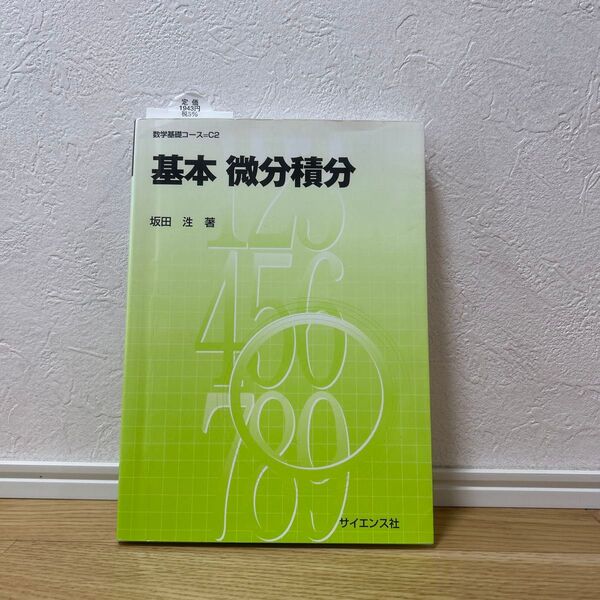 定価
1943円
税5%
数学基礎コース=C2
基本 微分積分
坂田 泩 著
123
456
789
サイエンス社